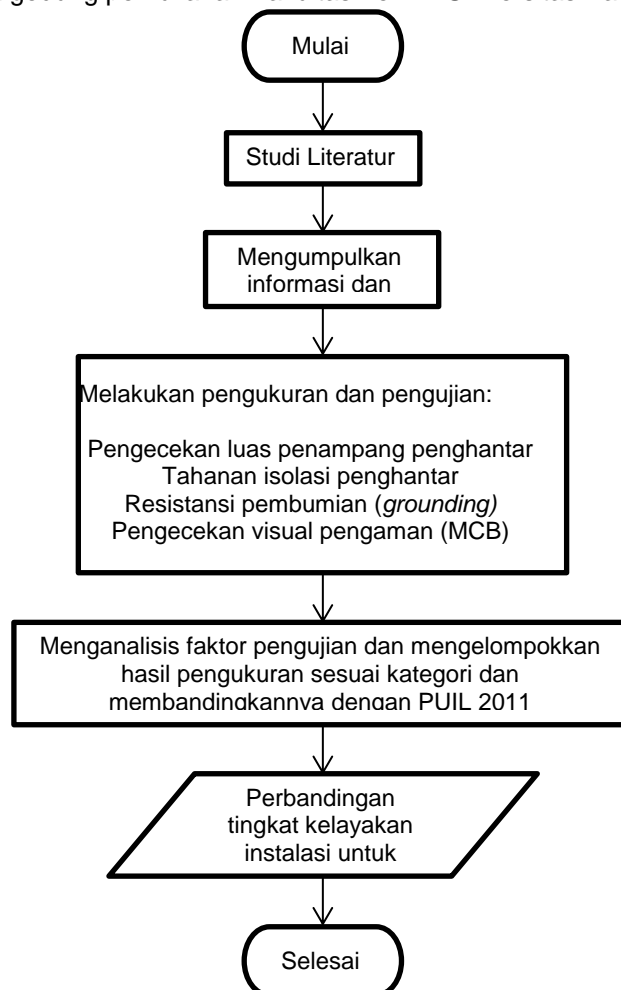 Mulai
Studi Literatur
Mengumpulkan
informasi dan
Melakukan pengukuran dan pengujian:
Pengecekan luas penampang penghantar
Tahanan isolasi penghantar
Resistansi pembumian (grounding)
Pengecekan visual pengaman (MCB)
Menganalisis faktor pengujian dan mengelompokkan
hasil pengukuran sesuai kategori dan
membandingkannya dengan PUIL 2011
Perbandingan
tingkat kelayakan
instalasi untuk
Selesai